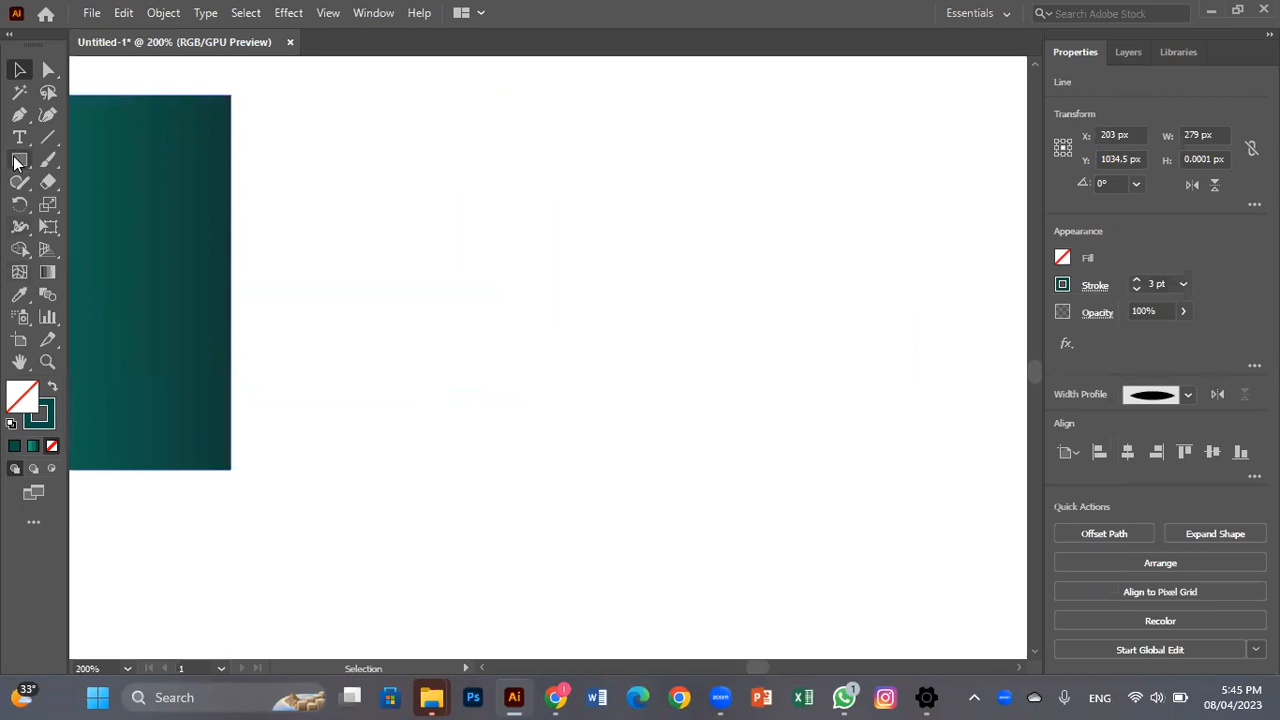 Ai File Edit Object Type Select Effect View Window Help Essentials Search Adobe Stock
Untitled-1* @ 200% (RGB/GPU Preview) ×
Properties Layers Libraries
Line
Transform
X: 203 px W: 279 px
Y: 1034.5 px H: 0.0001 px
0°
Appearance
Fill
Stroke 3 pt
Opacity 100%
fx.
Width Profile
Align
Quick Actions
Offset Path Expand Shape
Arrange
Align to Pixel Grid
Recolor
Start Global Edit
200% 1 Selection
33° Search Ps Ai 1 1 ENG 5:45 PM
08/04/2023